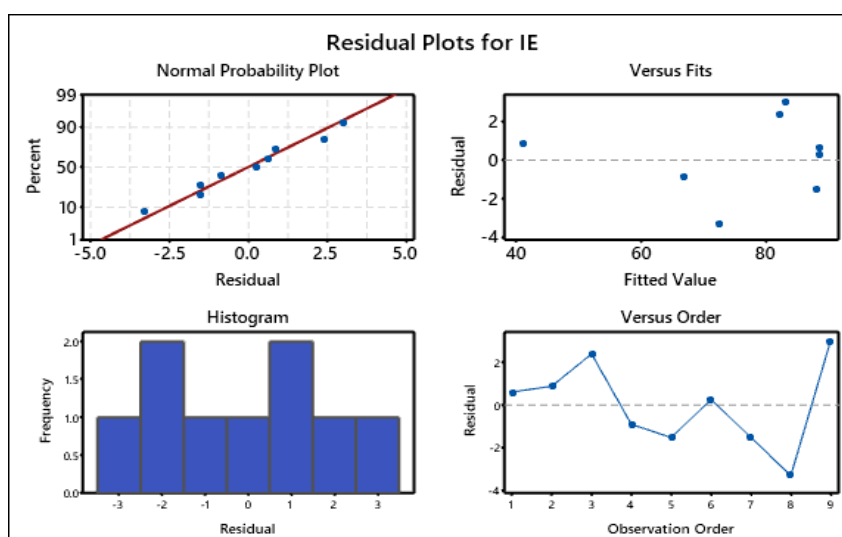 Residual Plots for IE
Normal Probability Plot
99
90
50
10
1
Percent
-5.0 -2.5 0.0 2.5 5.0
Residual
Versus Fits
2
0
-2
-4
Residual
40 60 80
Fitted Value
Histogram
2.0
1.5
1.0
0.5
0.0
Frequency
-3 -2 -1 0 1 2 3
Residual
Versus Order
2
0
-2
-4
Residual
1 2 3 4 5 6 7 8 9
Observation Order